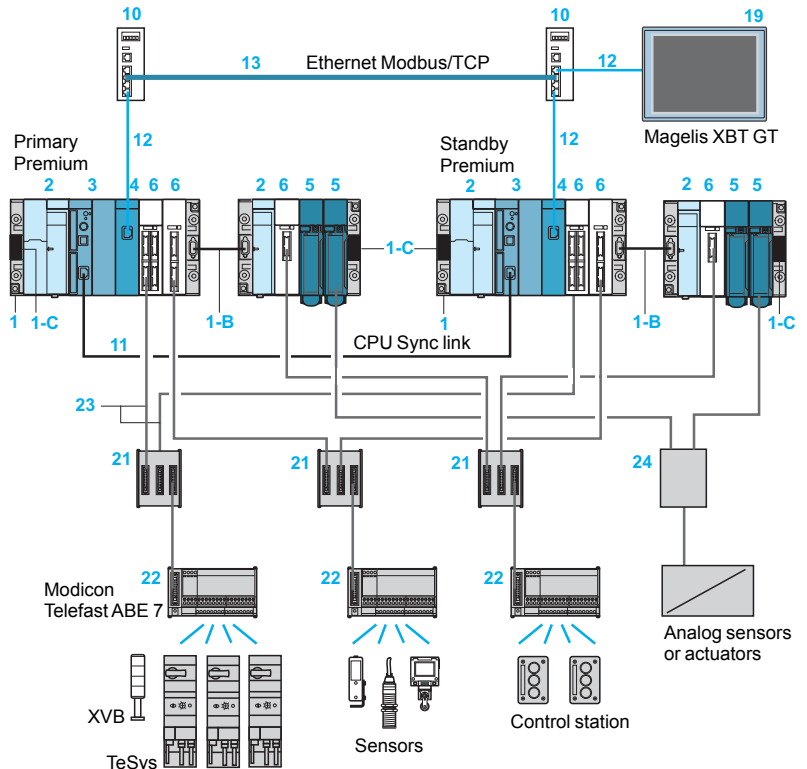 10
10
19
13
Ethernet Modbus/TCP
12
Magelis XBT GT
12
12
Primary
Premium
Standby
Premium
2 3 4 6 6
2 6 5 5
2 3 4 6 6
2 6 5 5
1-C
1
1-C
1-B
1
1-B
1-C
11
CPU Sync link
23
21
21
21
24
22
22
22
Modicon
Telefast ABE 7
Analog sensors
or actuators
XVB
TeSys
Sensors
Control station